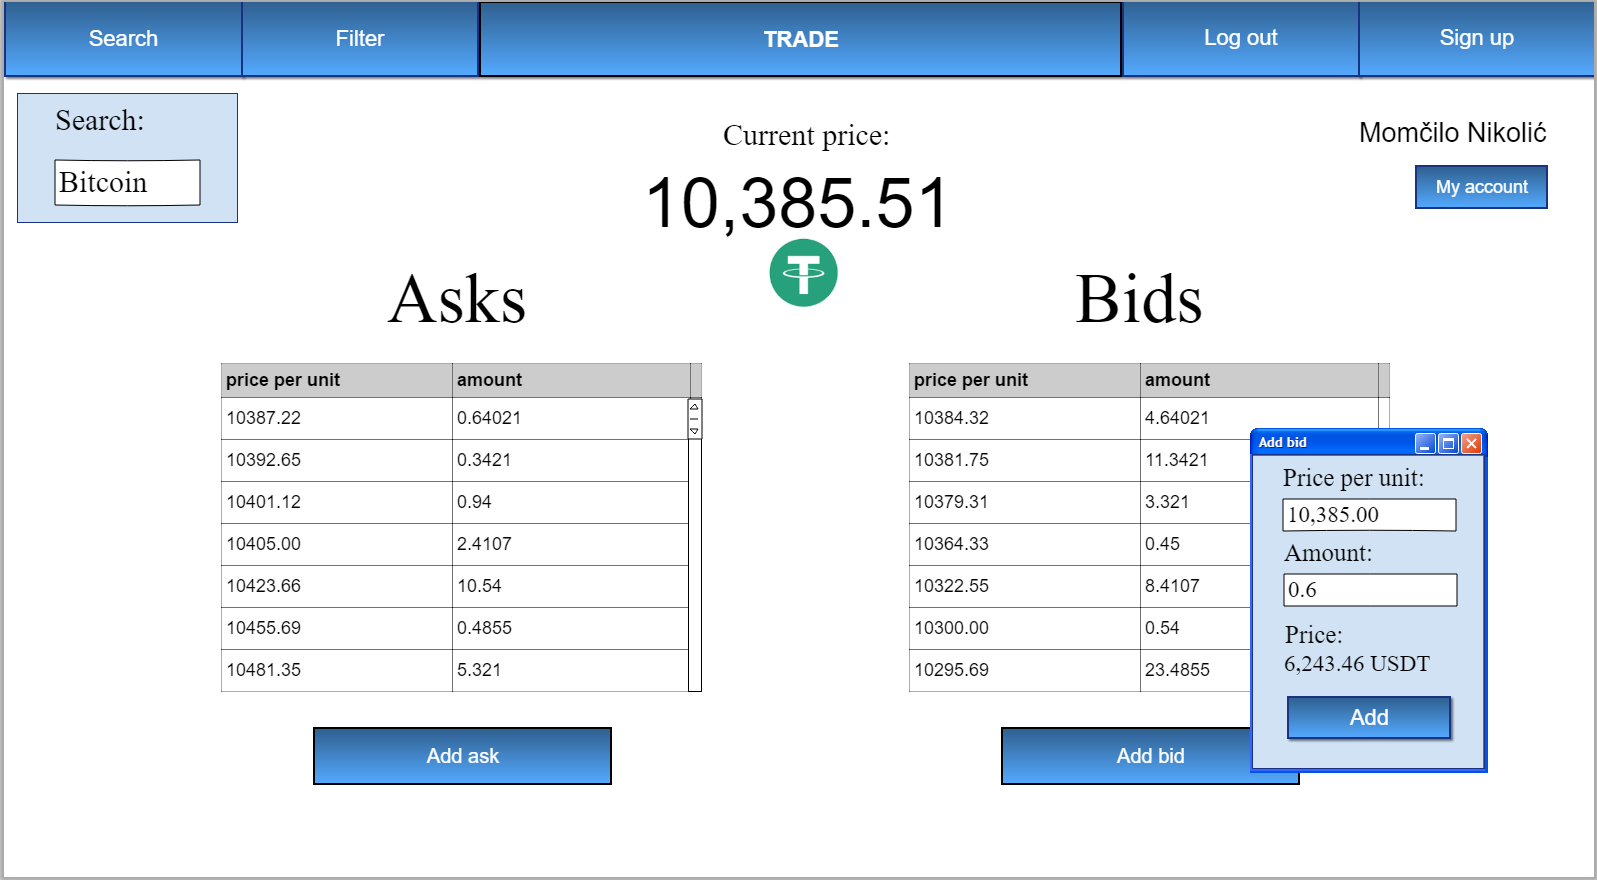 Search
Filter
TRADE
Log out
Sign up
Search:
Bitcoin
Current price:
10,385.51
Momčilo Nikolić
My account
Asks
price per unit amount
10387.22 0.64021
10392.65 0.3421
10401.12 0.94
10405.00 2.4107
10423.66 10.54
10455.69 0.4855
10481.35 5.321
Add ask
Bids
price per unit amount
10384.32 4.64021
10381.75 11.3421
10379.31 3.321
10364.33 0.45
10322.55 8.4107
10300.00 0.54
10295.69 23.4855
Add bid
Add bid
Price per unit:
10,385.00
Amount:
0.6
Price:
6,243.46 USDT
Add